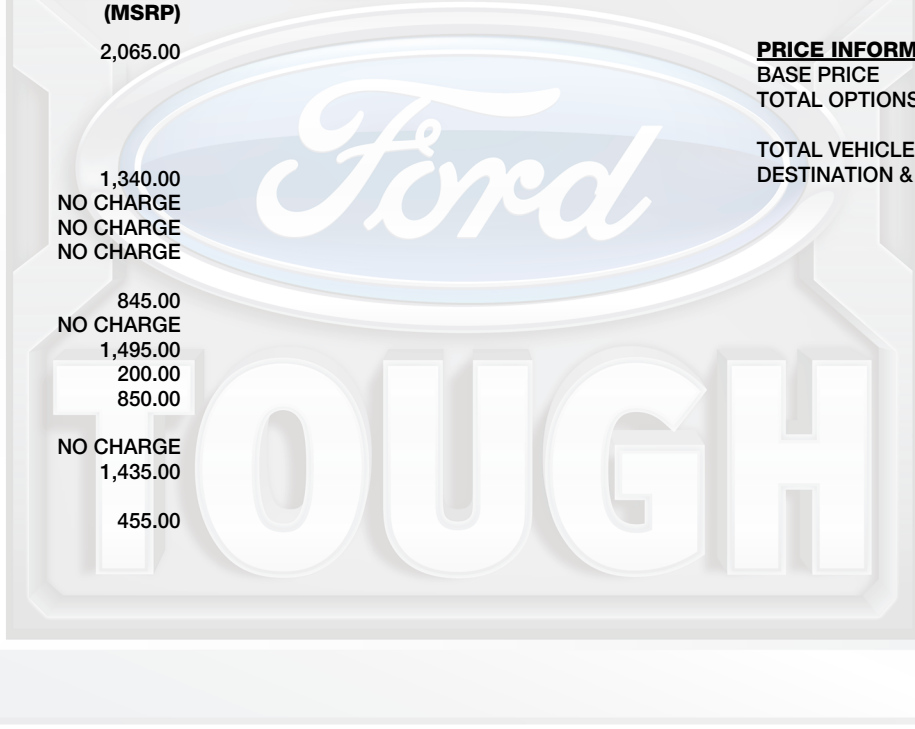 (MSRP)
2,065.00
1,340.00
NO CHARGE
NO CHARGE
NO CHARGE
845.00
NO CHARGE
1,495.00
200.00
850.00
NO CHARGE
1,435.00
455.00
PRICE INFORM
BASE PRICE
TOTAL OPTIONS
TOTAL VEHICLE
DESTINATION &
Ford
TOUGH